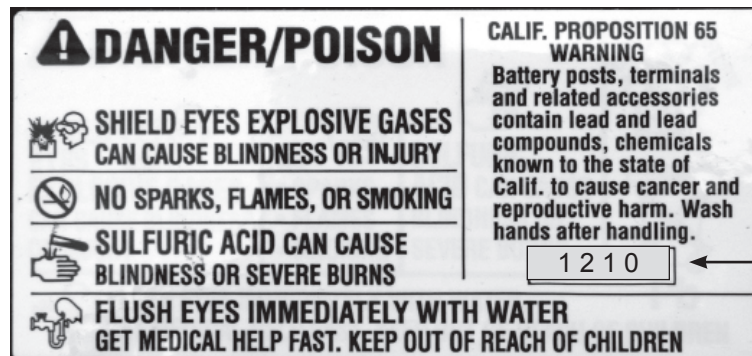 DANGER/POISON
SHIELD EYES EXPLOSIVE GASES
CAN CAUSE BLINDNESS OR INJURY
NO SPARKS, FLAMES, OR SMOKING
SULFURIC ACID CAN CAUSE
BLINDNESS OR SEVERE BURNS
CALIF. PROPOSITION 65
WARNING
Battery posts, terminals
and related accessories
contain lead and lead
compounds, chemicals
known to the state of
Calif. to cause cancer and
reproductive harm. Wash
hands after handling.
1210
FLUSH EYES IMMEDIATELY WITH WATER
GET MEDICAL HELP FAST. KEEP OUT OF REACH OF CHILDREN